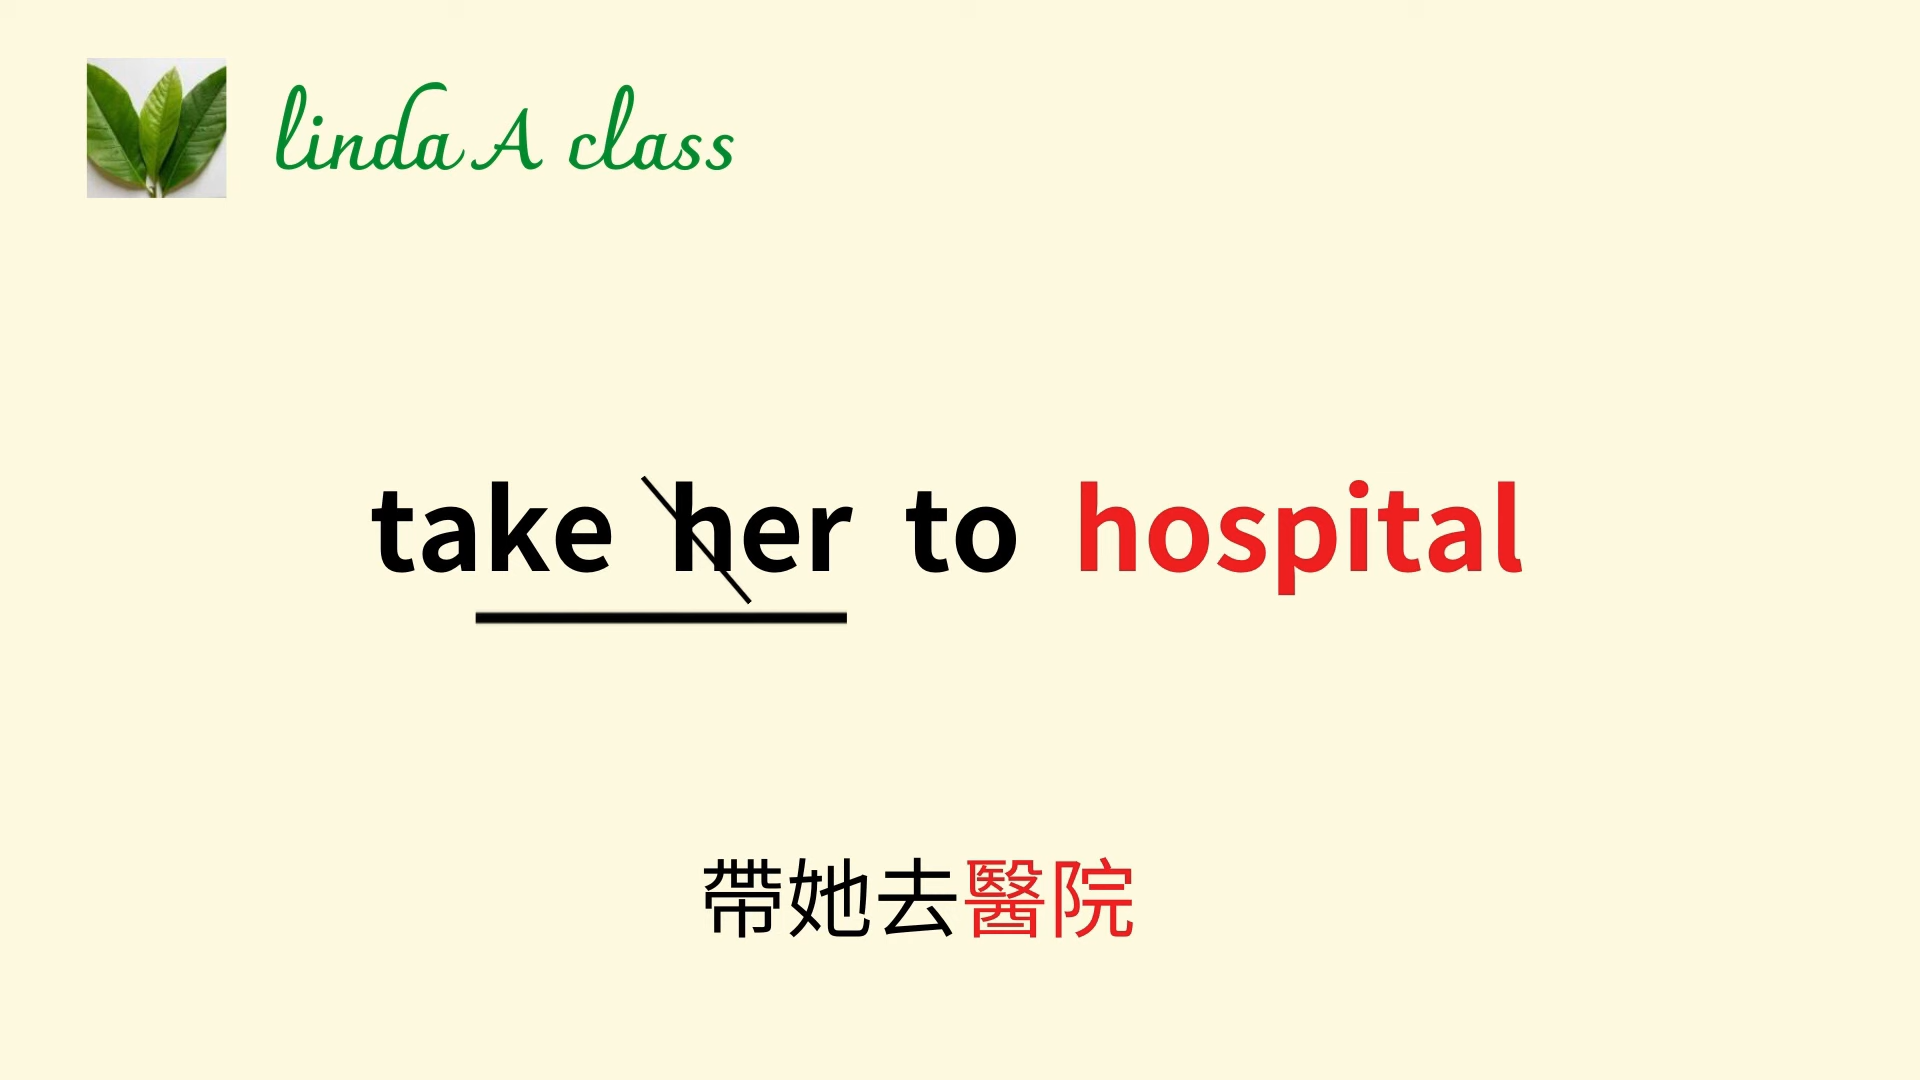 linda A class
take her to hospital
帶她去醫院